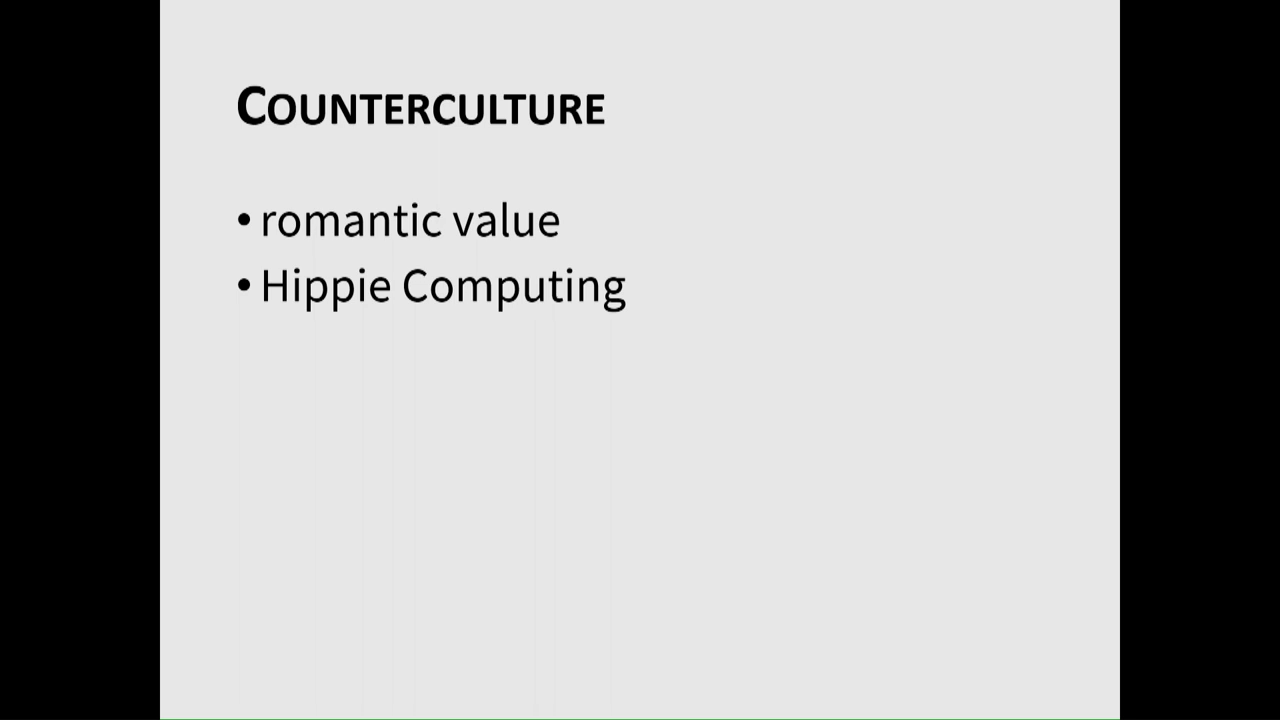 COUNTERCULTURE
• romantic value
• Hippie Computing